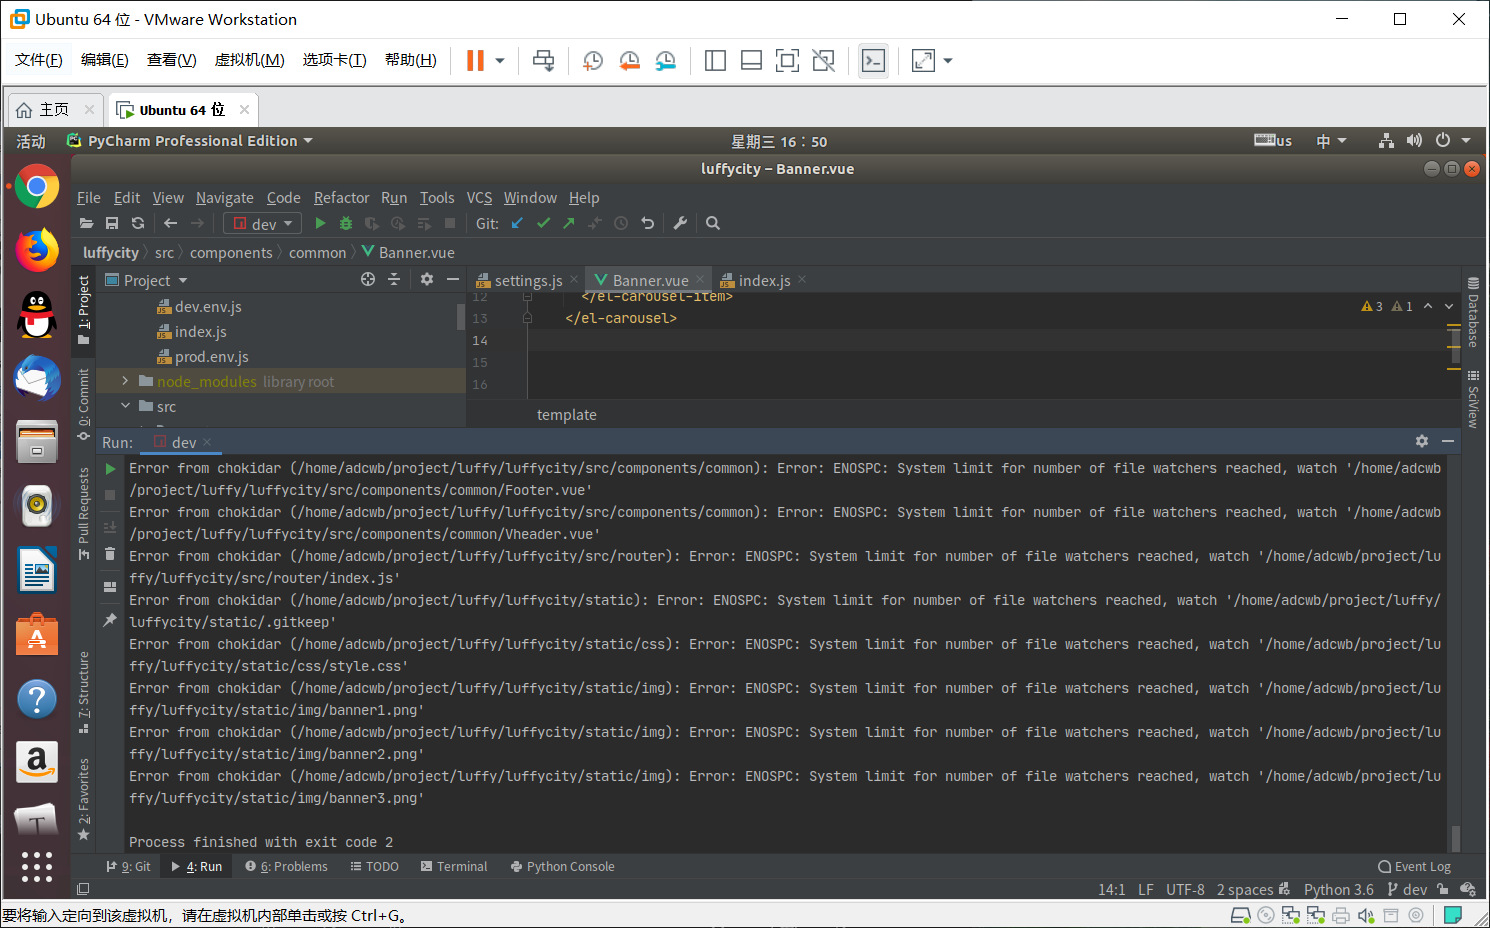 Ubuntu 64 位 - VMware Workstation
文件(F) 编辑(E) 查看(V) 虚拟机(M) 选项卡(T) 帮助(H)
主页 Ubuntu 64 位
活动 PyCharm Professional Edition 星期三 16：50 us 中
luffycity – Banner.vue
File Edit View Navigate Code Refactor Run Tools VCS Window Help
dev Git:
luffycity src components common Banner.vue
Project settings.js Banner.vue index.js
1: Project
0: Commit
Pull Requests
7: Structure
2: Favorites
Database
SciView
dev.env.js
index.js
prod.env.js
node_modules library root
src
12 </el-carousel-item>
13 </el-carousel>
14
15
16
3 1
template
Run: dev
Error from chokidar (/home/adcwb/project/luffy/luffycity/src/components/common): Error: ENOSPC: System limit for number of file watchers reached, watch '/home/adcwb
/project/luffy/luffycity/src/components/common/Footer.vue'
Error from chokidar (/home/adcwb/project/luffy/luffycity/src/components/common): Error: ENOSPC: System limit for number of file watchers reached, watch '/home/adcwb
/project/luffy/luffycity/src/components/common/Vheader.vue'
Error from chokidar (/home/adcwb/project/luffy/luffycity/src/router): Error: ENOSPC: System limit for number of file watchers reached, watch '/home/adcwb/project/lu
ffy/luffycity/src/router/index.js'
Error from chokidar (/home/adcwb/project/luffy/luffycity/static): Error: ENOSPC: System limit for number of file watchers reached, watch '/home/adcwb/project/luffy/
luffycity/static/.gitkeep'
Error from chokidar (/home/adcwb/project/luffy/luffycity/static/css): Error: ENOSPC: System limit for number of file watchers reached, watch '/home/adcwb/project/lu
ffy/luffycity/static/css/style.css'
Error from chokidar (/home/adcwb/project/luffy/luffycity/static/img): Error: ENOSPC: System limit for number of file watchers reached, watch '/home/adcwb/project/lu
ffy/luffycity/static/img/banner1.png'
Error from chokidar (/home/adcwb/project/luffy/luffycity/static/img): Error: ENOSPC: System limit for number of file watchers reached, watch '/home/adcwb/project/lu
ffy/luffycity/static/img/banner2.png'
Error from chokidar (/home/adcwb/project/luffy/luffycity/static/img): Error: ENOSPC: System limit for number of file watchers reached, watch '/home/adcwb/project/lu
ffy/luffycity/static/img/banner3.png'
Process finished with exit code 2
9: Git 4: Run 6: Problems TODO Terminal Python Console Event Log
14:1 LF UTF-8 2 spaces Python 3.6 dev
要将输入定向到该虚拟机，请在虚拟机内部单击或按 Ctrl+G。